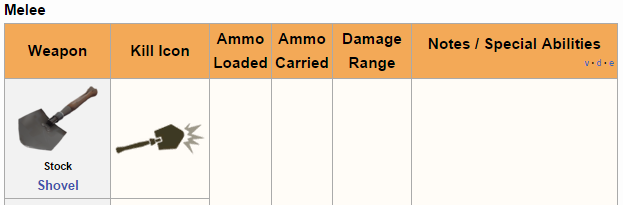 Melee
Weapon Kill Icon Ammo Loaded Ammo Carried Damage Range Notes / Special Abilities
v · d · e
Stock
Shovel